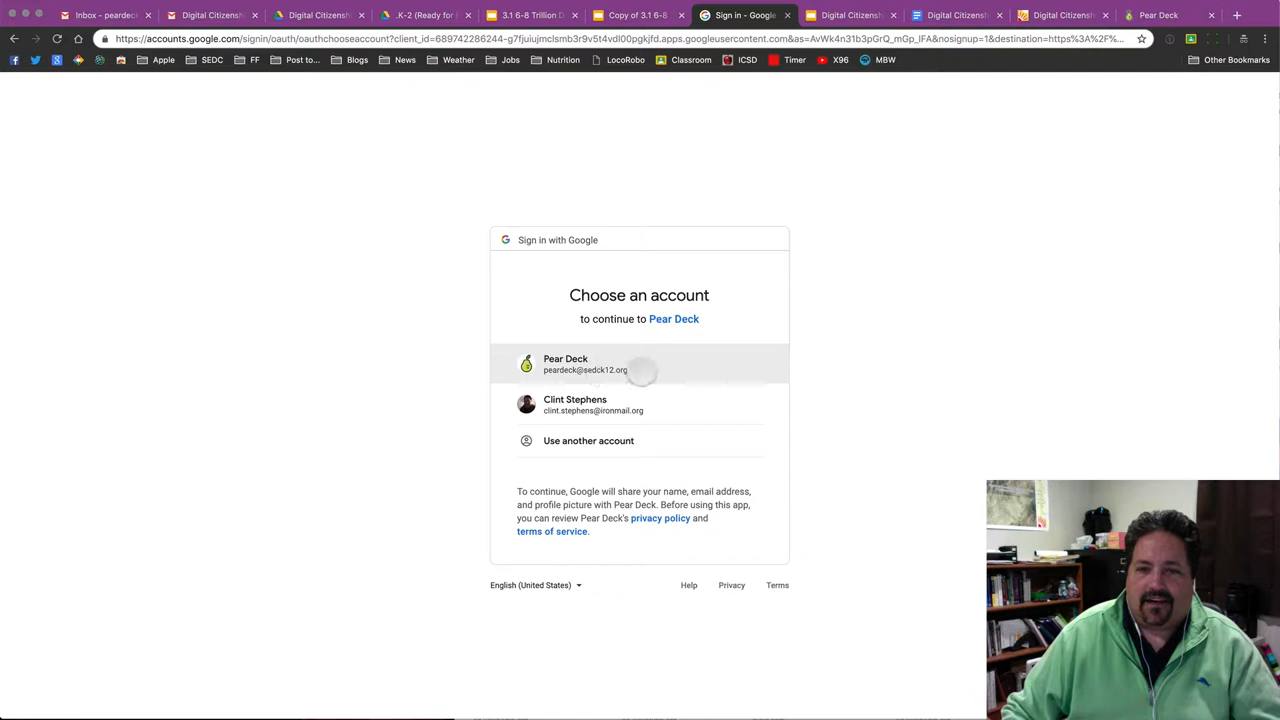 Inbox - peardeck
Digital Citizensh
Digital Citizensh
.K-2 (Ready for
3.1 6-8 Trillion D
Copy of 3.1 6-8
Sign in - Google
Digital Citizensh
Digital Citizensh
Digital Citizensh
Pear Deck
https://accounts.google.com/signin/oauth/oauthchooseaccount?client_id=689742286244-g7fjuiujmclsmb3r9v5t4vdl00pgkjfd.apps.googleusercontent.com&as=AvWk4n31b3pGrQ_mGp_IFA&nosignup=1&destination=https%3A%2F%...
Apple
SEDC
FF
Post to...
Blogs
News
Weather
Jobs
Nutrition
LocoRobo
Classroom
ICSD
Timer
X96
MBW
Other Bookmarks
Sign in with Google
Choose an account
to continue to Pear Deck
Pear Deck
peardeck@sedck12.org
Clint Stephens
clint.stephens@ironmail.org
Use another account
To continue, Google will share your name, email address,
and profile picture with Pear Deck. Before using this app,
you can review Pear Deck's privacy policy and
terms of service.
English (United States)
Help
Privacy
Terms